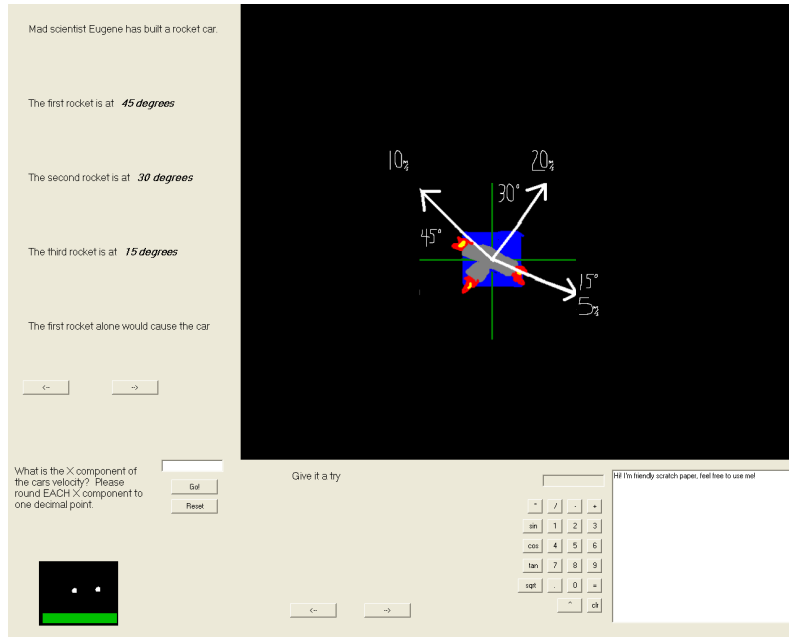 Mad scientist Eugene has built a rocket car.
The first rocket is at 45 degrees
The second rocket is at 30 degrees
The third rocket is at 15 degrees
The first rocket alone would cause the car
<-- -->
10 m/s
20 m/s
30°
45°
15°
5 m/s
What is the X component of
the cars velocity? Please
round EACH X component to
one decimal point.
Go!
Reset
Give it a try
<-- -->
* / - +
sin 1 2 3
cos 4 5 6
tan 7 8 9
sqrt . 0 =
^ clr
Hi! I'm friendly scratch paper, feel free to use me!